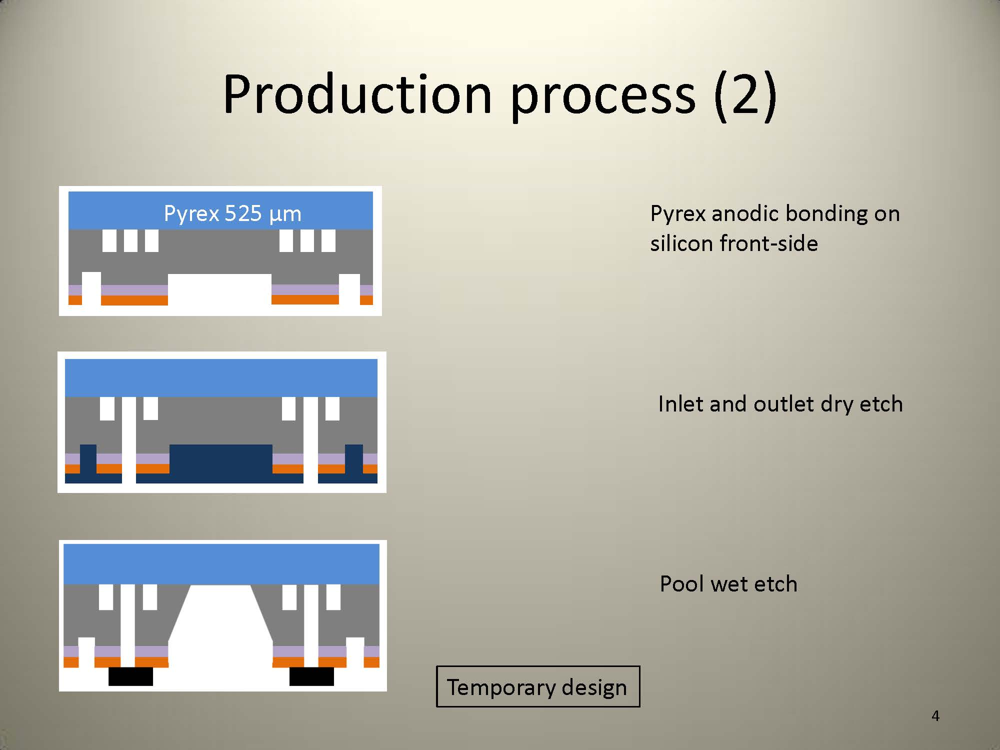 Production process (2)
Pyrex 525 µm
Pyrex anodic bonding on
silicon front-side
Inlet and outlet dry etch
Pool wet etch
Temporary design
4